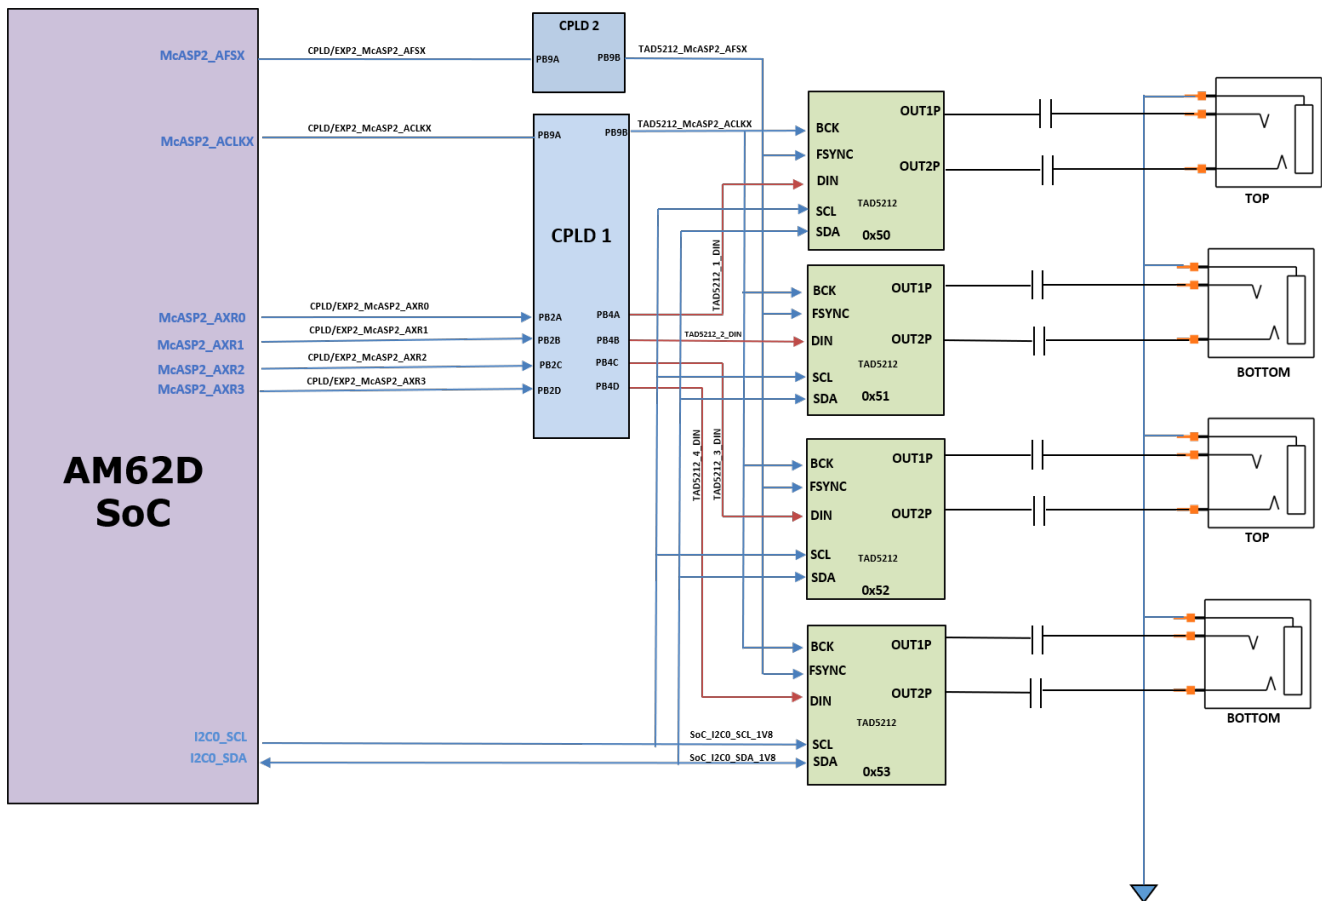 CPLD 2
McASP2_AFSX
CPLD/EXP2_McASP2_AFSX
PB9A
PB9B
TAD5212_McASP2_AFSX
McASP2_ACLKX
CPLD/EXP2_McASP2_ACLKX
PB9A
PB9B
TAD5212_McASP2_ACLKX
CPLD 1
McASP2_AXR0
CPLD/EXP2_McASP2_AXR0
PB2A
PB4A
McASP2_AXR1
CPLD/EXP2_McASP2_AXR1
PB2B
PB4B
McASP2_AXR2
CPLD/EXP2_McASP2_AXR2
PB2C
PB4C
McASP2_AXR3
CPLD/EXP2_McASP2_AXR3
PB2D
PB4D
AM62D
SoC
TAD5212_1_DIN
TAD5212_2_DIN
TAD5212_4_DIN
TAD5212_3_DIN
I2C0_SCL
I2C0_SDA
SoC_I2C0_SCL_1V8
SoC_I2C0_SDA_1V8
BCK
FSYNC
DIN
SCL
SDA
OUT1P
OUT2P
TAD5212
0x50
TOP
BCK
FSYNC
DIN
SCL
SDA
OUT1P
OUT2P
TAD5212
0x51
BOTTOM
BCK
FSYNC
DIN
SCL
SDA
OUT1P
OUT2P
TAD5212
0x52
TOP
BCK
FSYNC
DIN
SCL
SDA
OUT1P
OUT2P
TAD5212
0x53
BOTTOM